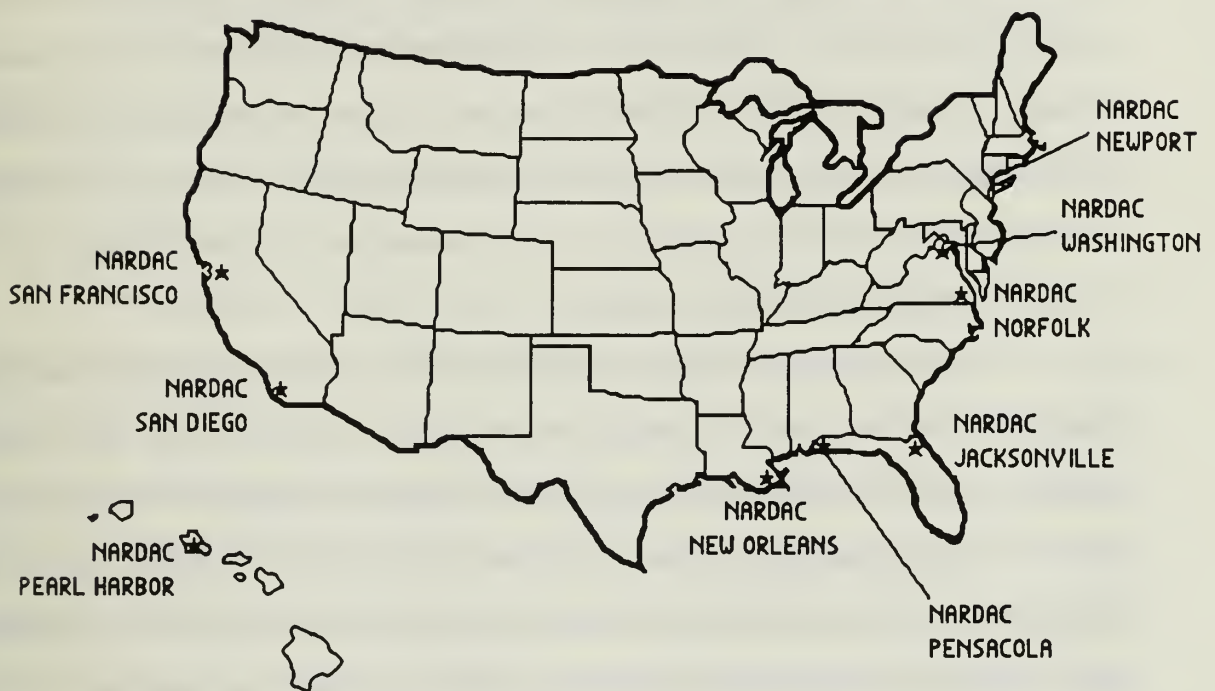 NARDAC
NEWPORT
NARDAC
WASHINGTON
NARDAC
SAN FRANCISCO
NARDAC
NORFOLK
NARDAC
SAN DIEGO
NARDAC
JACKSONVILLE
NARDAC
NEW ORLEANS
NARDAC
PEARL HARBOR
NARDAC
PENSACOLA